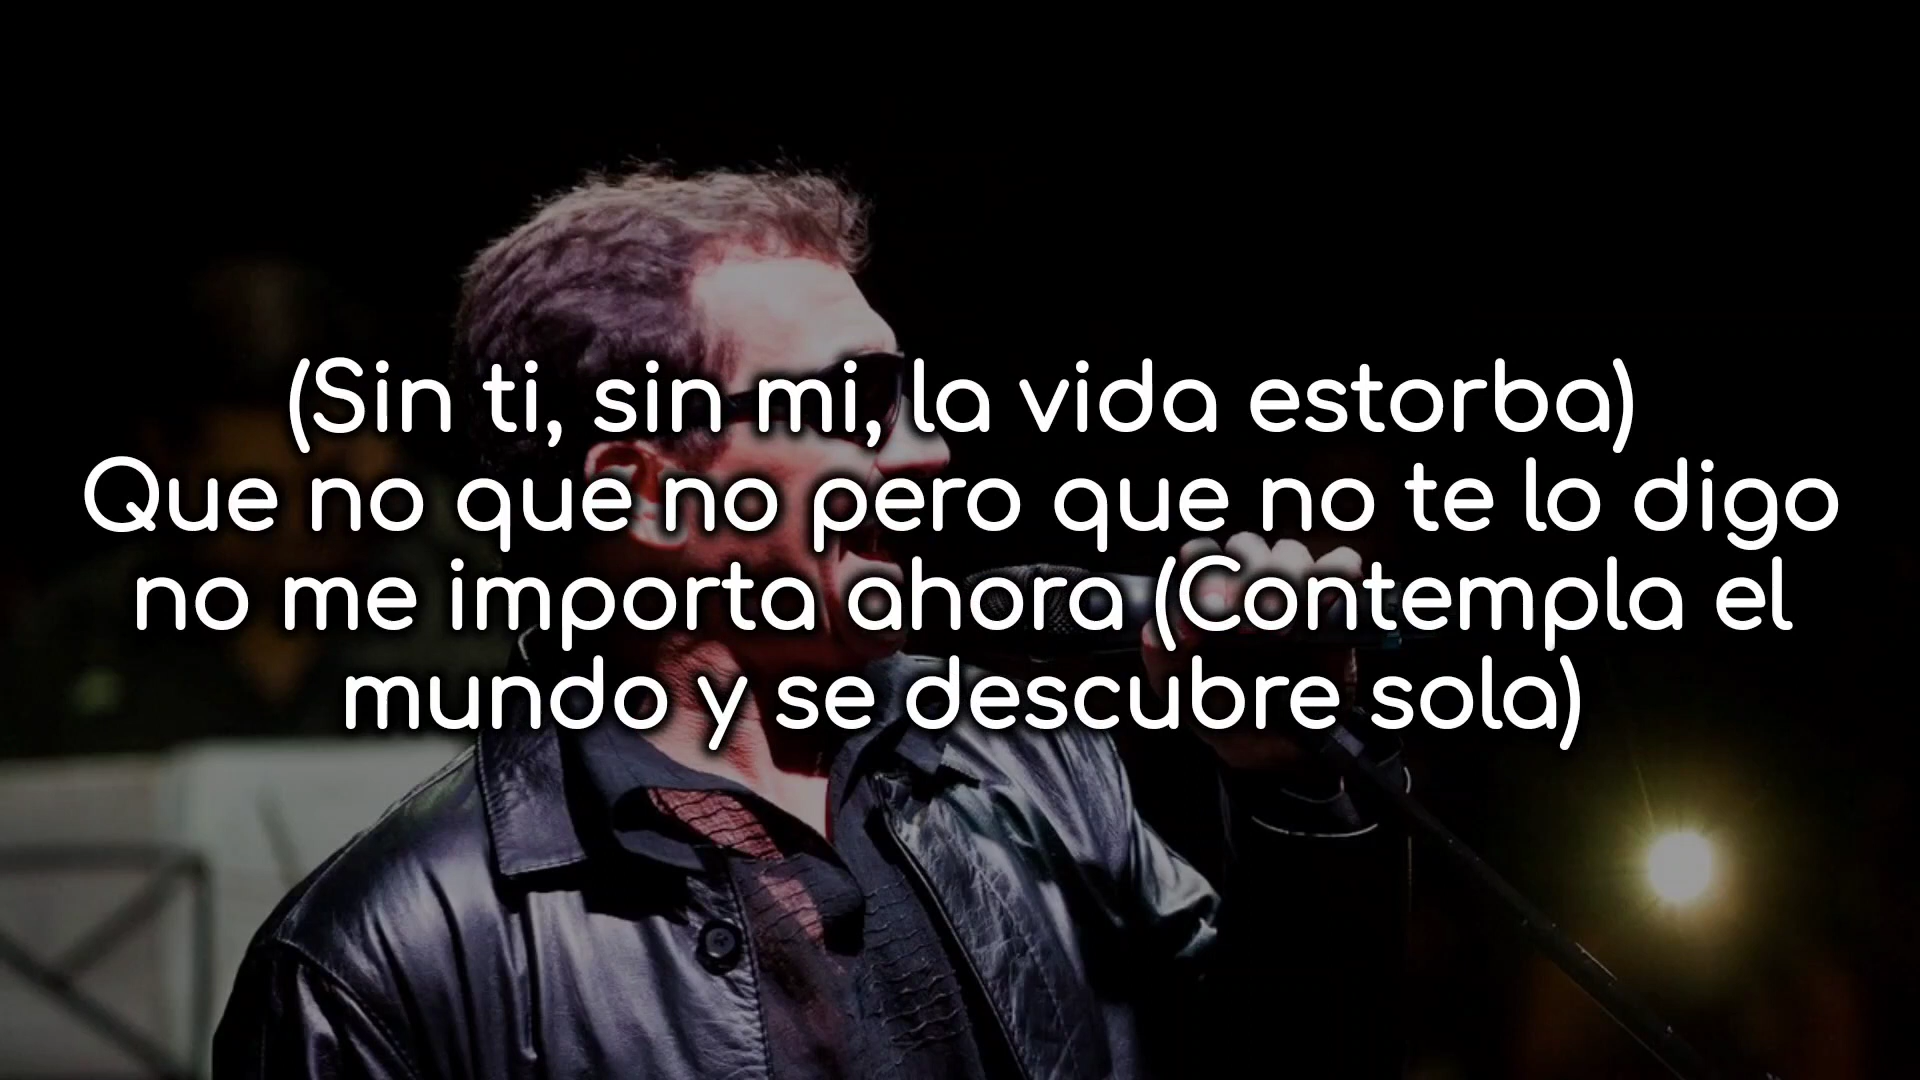 (Sin ti, sin mi, la vida estorba)
Que no que no pero que no te lo digo
no me importa ahora (Contempla el
mundo y se descubre sola)